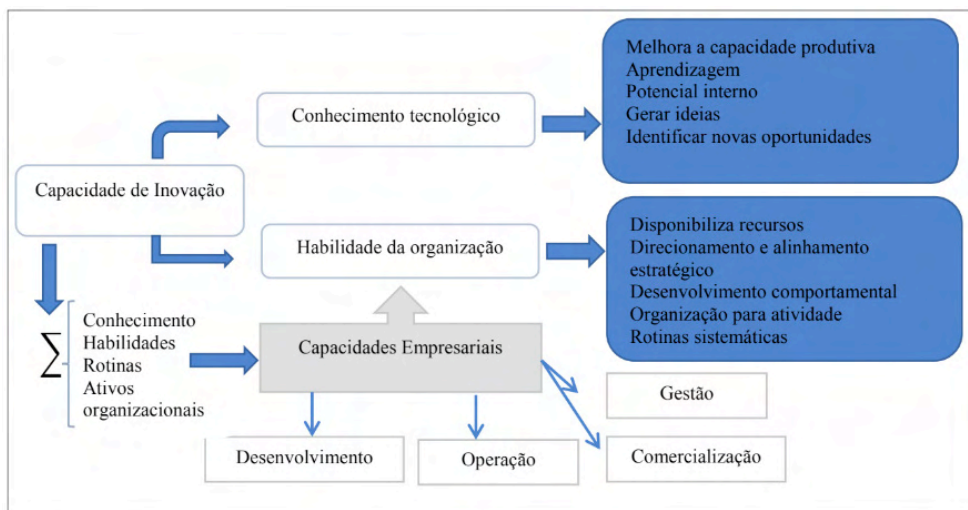 Melhora a capacidade produtiva
Aprendizagem
Potencial interno
Gerar ideias
Identificar novas oportunidades
Conhecimento tecnológico
Capacidade de Inovação
Habilidade da organização
Disponibiliza recursos
Direcionamento e alinhamento
estratégico
Desenvolvimento comportamental
Organização para atividade
Rotinas sistemáticas
∑
Conhecimento
Habilidades
Rotinas
Ativos
organizacionais
Capacidades Empresariais
Gestão
Desenvolvimento
Operação
Comercialização